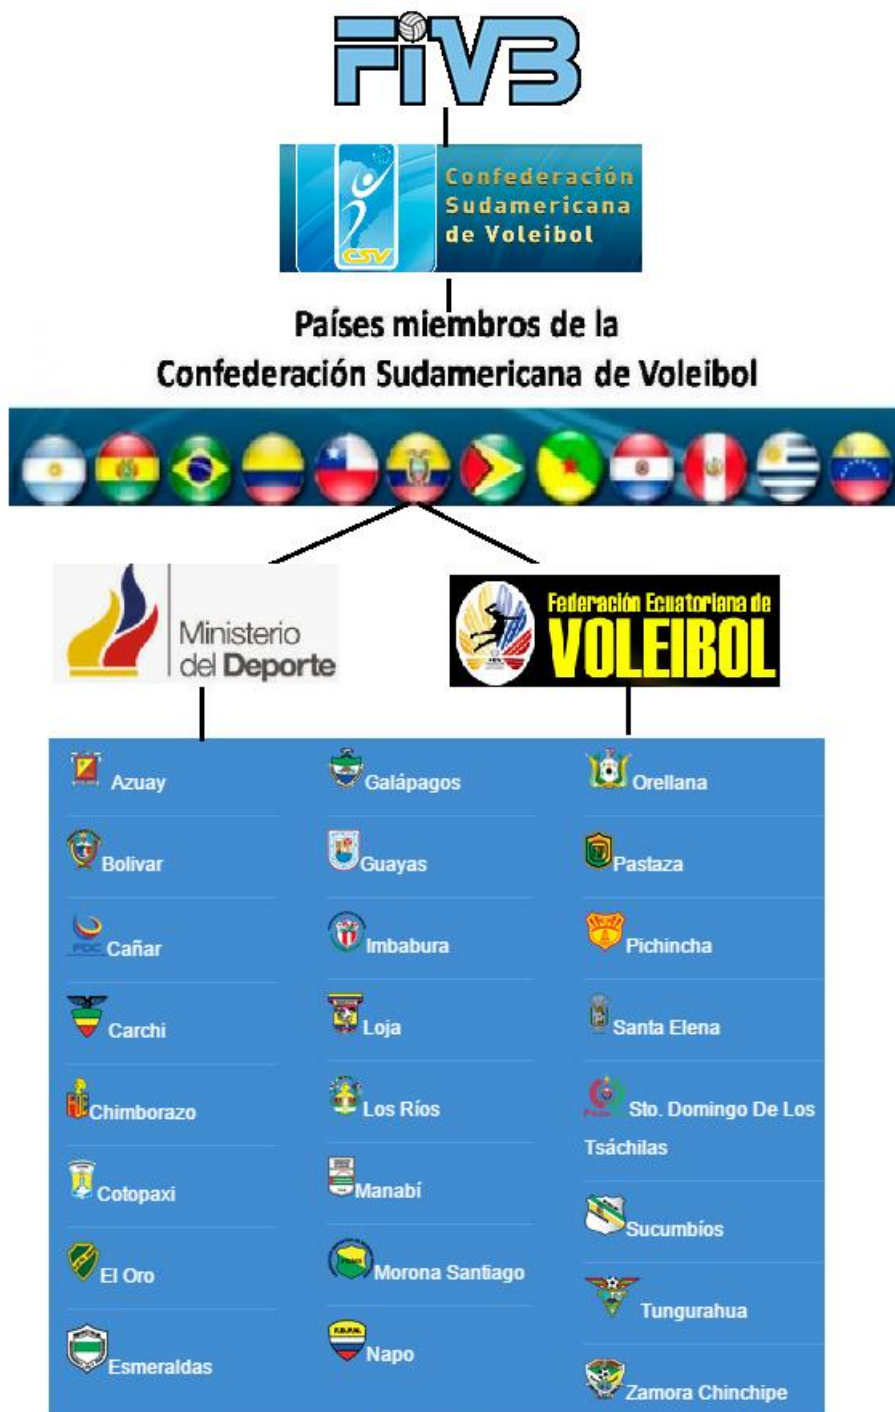 FiVB
CSV
Confederación
Sudamericana
de Voleibol
Países miembros de la
Confederación Sudamericana de Voleibol
Ministerio
del Deporte
Federación Ecuatoriana de
VOLEIBOL
Azuay
Bolivar
Cañar
Carchi
Chimborazo
Cotopaxi
El Oro
Esmeraldas
Galápagos
Guayas
Imbabura
Loja
Los Ríos
Manabí
Morona Santiago
Napo
Orellana
Pastaza
Pichincha
Santa Elena
Sto. Domingo De Los
Tsáchilas
Sucumbíos
Tungurahua
Zamora Chinchipe